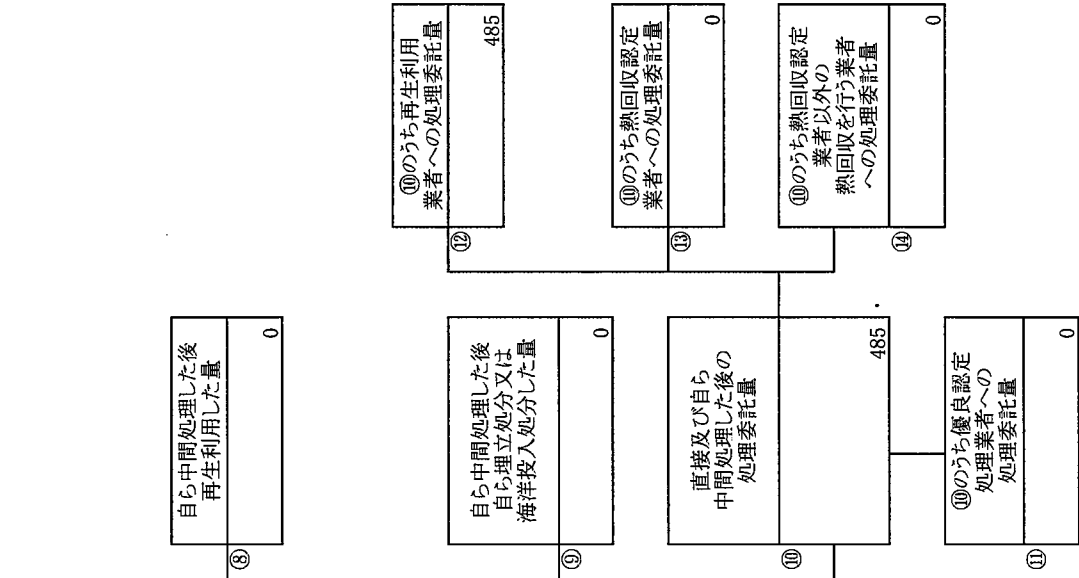 ⑧
自ら中間処理した後
再生利用した量
0
⑨
自ら中間処理した後
自ら埋立処分又は
海洋投入処分した量
0
⑩
直接及び自ら
中間処理した後の
処理委託量
485
⑪
⑩のうち優良認定
処理業者への
処理委託量
0
⑫
⑩のうち再生利用
業者への処理委託量
485
⑬
⑩のうち熱回収認定
業者への処理委託量
0
⑭
⑩のうち熱回収認定
業者以外の
熱回収を行う業者
への処理委託量
0